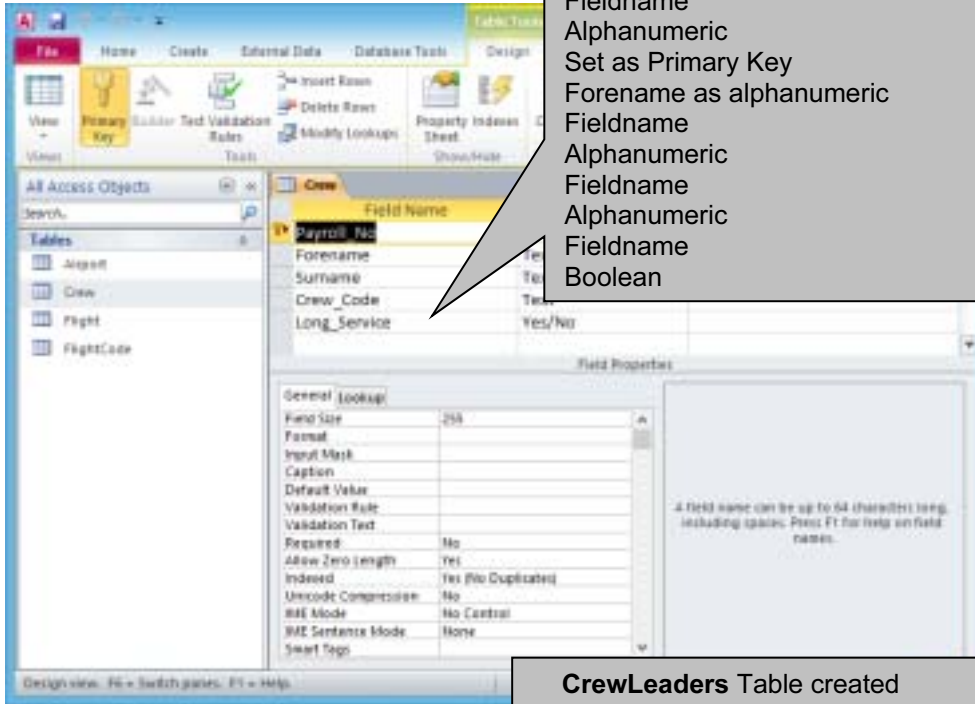 Fieldname
Alphanumeric
Set as Primary Key
Forename as alphanumeric
Fieldname
Alphanumeric
Fieldname
Alphanumeric
Fieldname
Boolean
Table Tools
File Home Create External Data Database Tools Design
View Primary Key Builder Test Validation Rules
Insert Rows
Delete Rows
Modify Lookups
Property Sheet Indexes
Views Tools Show/Hide
All Access Objects
Search..
Tables
Airport
Crew
Flight
FlightCode
Crew
Field Name
Payroll_No
Forename
Surname
Crew_Code
Long_Service Yes/No
Field Properties
General Lookup
Field Size 255
Format
Input Mask
Caption
Default Value
Validation Rule
Validation Text
Required No
Allow Zero Length Yes
Indexed Yes (No Duplicates)
Unicode Compression No
IME Mode No Control
IME Sentence Mode None
Smart Tags
A field name can be up to 64 characters long,
including spaces. Press F1 for help on field
names.
Design view. F6 = Switch panes. F1 = Help.
CrewLeaders Table created